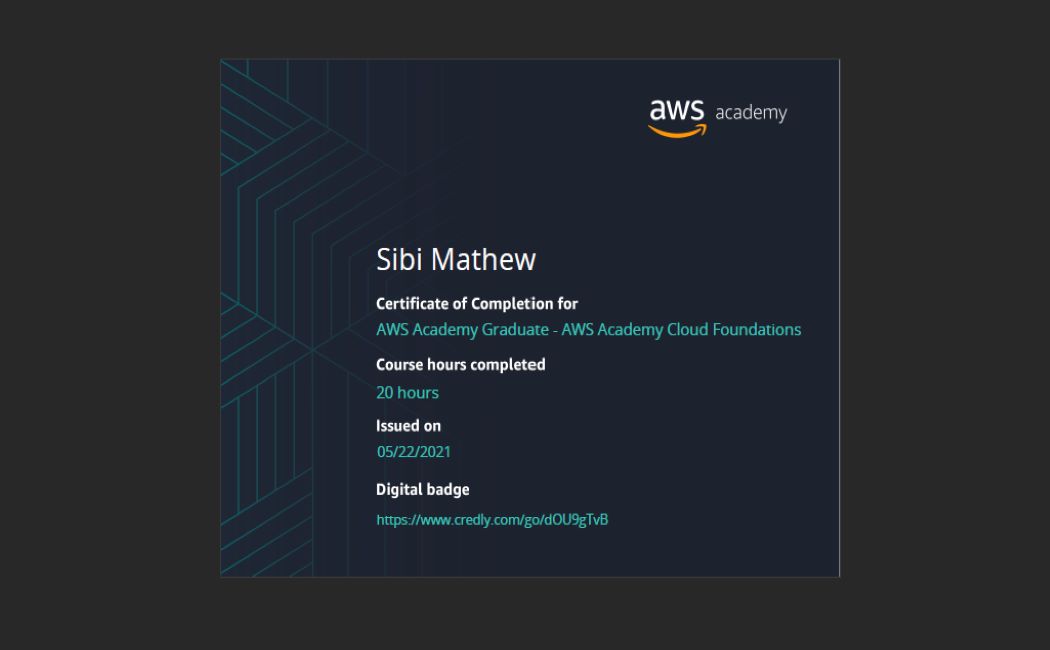 aws academy
Sibi Mathew
Certificate of Completion for
AWS Academy Graduate - AWS Academy Cloud Foundations
Course hours completed
20 hours
Issued on
05/22/2021
Digital badge
https://www.credly.com/go/dOU9gTvB